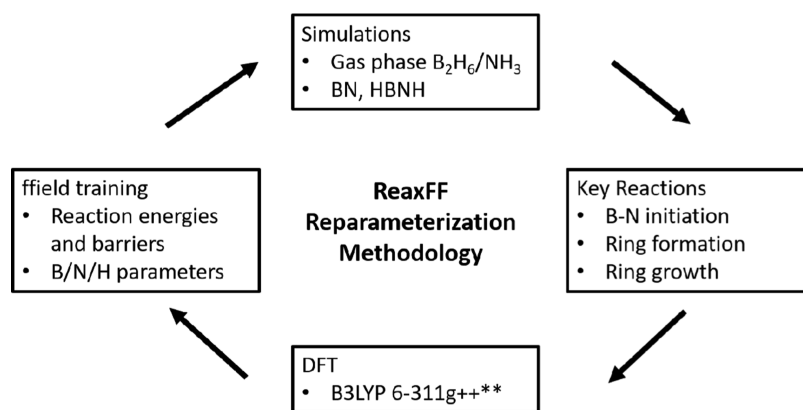 Simulations
• Gas phase B₂H₆/NH₃
• BN, HBNH
ffield training
• Reaction energies
and barriers
• B/N/H parameters
ReaxFF
Reparameterization
Methodology
Key Reactions
• B-N initiation
• Ring formation
• Ring growth
DFT
• B3LYP 6-311g++**